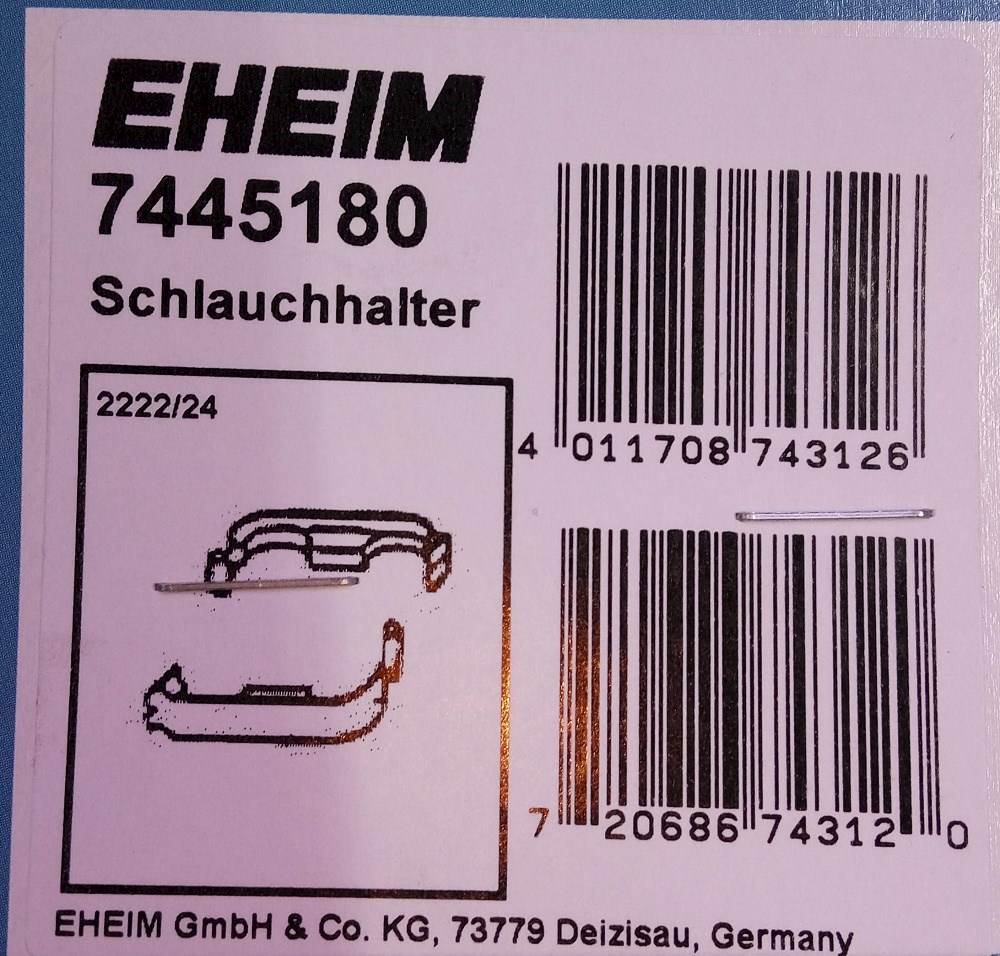 EHEIM
7445180
Schlauchhalter
2222/24
4 011708 743126
7 20686 74312 0
EHEIM GmbH & Co. KG, 73779 Deizisau, Germany